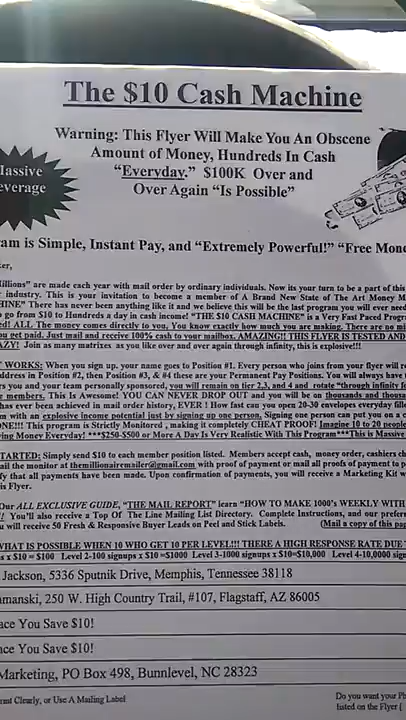 The $10 Cash Machine
Warning: This Flyer Will Make You An Obscene
Amount of Money, Hundreds In Cash
"Everyday." $100K Over and
Over Again "Is Possible"
Massive
everage
ram is Simple, Instant Pay, and "Extremely Powerful!" "Free Mone
ker,
illions" are made each year with mail order by ordinary individuals. Now its your turn to be a part of this
r industry. This is your invitation to become a member of A Brand New State of The Art Money M
HINE" There has never been anything like it and we believe this will be the last program you will ever need
o go from $10 to Hundreds a day in cash income! "THE $10 CASH MACHINE" is a Very Fast Paced Progra
ed! ALL The money comes directly to you, You know exactly how much you are making. There are no mi
ou get paid. Just mail and receive 100% cash to your mailbox. AMAZING!! THIS FLYER IS TESTED AND
AZY! Join as many matrixes as you like over and over again through infinity, this is explosive!!!
T WORKS: When you sign up, your name goes to Position #1. Every person who joins from your flyer will re
address in Position #2, then Position #3, & #4 these are your Permanent Pay Positions. You will always have
rs you and your team personally sponsored, you will remain on tier 2,3, and 4 and rotate "through infinity fo
e members. This Is Awesome! YOU CAN NEVER DROP OUT and you will be on thousands and thousa
has ever been achieved in mail order history, EVER ! How fast can you open 20-30 envelopes everyday fille
m with an explosive income potential just by signing up one person. Signing one person can put you on a c
ONE!!! This program is Strictly Monitored , making it completely CHEAT PROOF! Imagine 10 to 20 people
ving Money Everyday! ***$250-$500 or More A Day Is Very Realistic With This Program***This is Massive
TARTED: Simply send $10 to each member position listed. Members accept cash, money order, cashiers ch
ail the monitor at themillionairemailer@gmail.com with proof of payment or mail all proofs of payment to p
fy that all payments have been made. Upon confirmation of payments, you will receive a Marketing Kit w
is Flyer.
Our ALL EXCLUSIVE GUIDE, "THE MAIL REPORT" learn "HOW TO MAKE 1000's WEEKLY WITH
! You'll also receive a Top Of The Line Mailing List Directory. Complete Instructions, and our prefer
u will receive 50 Fresh & Responsive Buyer Leads on Peel and Stick Labels. (Mail a copy of this pag
WHAT IS POSSIBLE WHEN 10 WHO GET 10 PER LEVEL!!! THERE A HIGH RESPONSE RATE DUE
s x $10 = $100 Level 2-100 signups x $10 =$1000 Level 3-1000 signups x $10=$10,000 Level 4-10,0000 sign
Jackson, 5336 Sputnik Drive, Memphis, Tennessee 38118
amanski, 250 W. High Country Trail, #107, Flagstaff, AZ 86005
ace You Save $10!
ace You Save $10!
Marketing, PO Box 498, Bunnlevel, NC 28323
rint Clearly, or Use A Mailing Label
Do you want your Ph
listed on the Flyer (